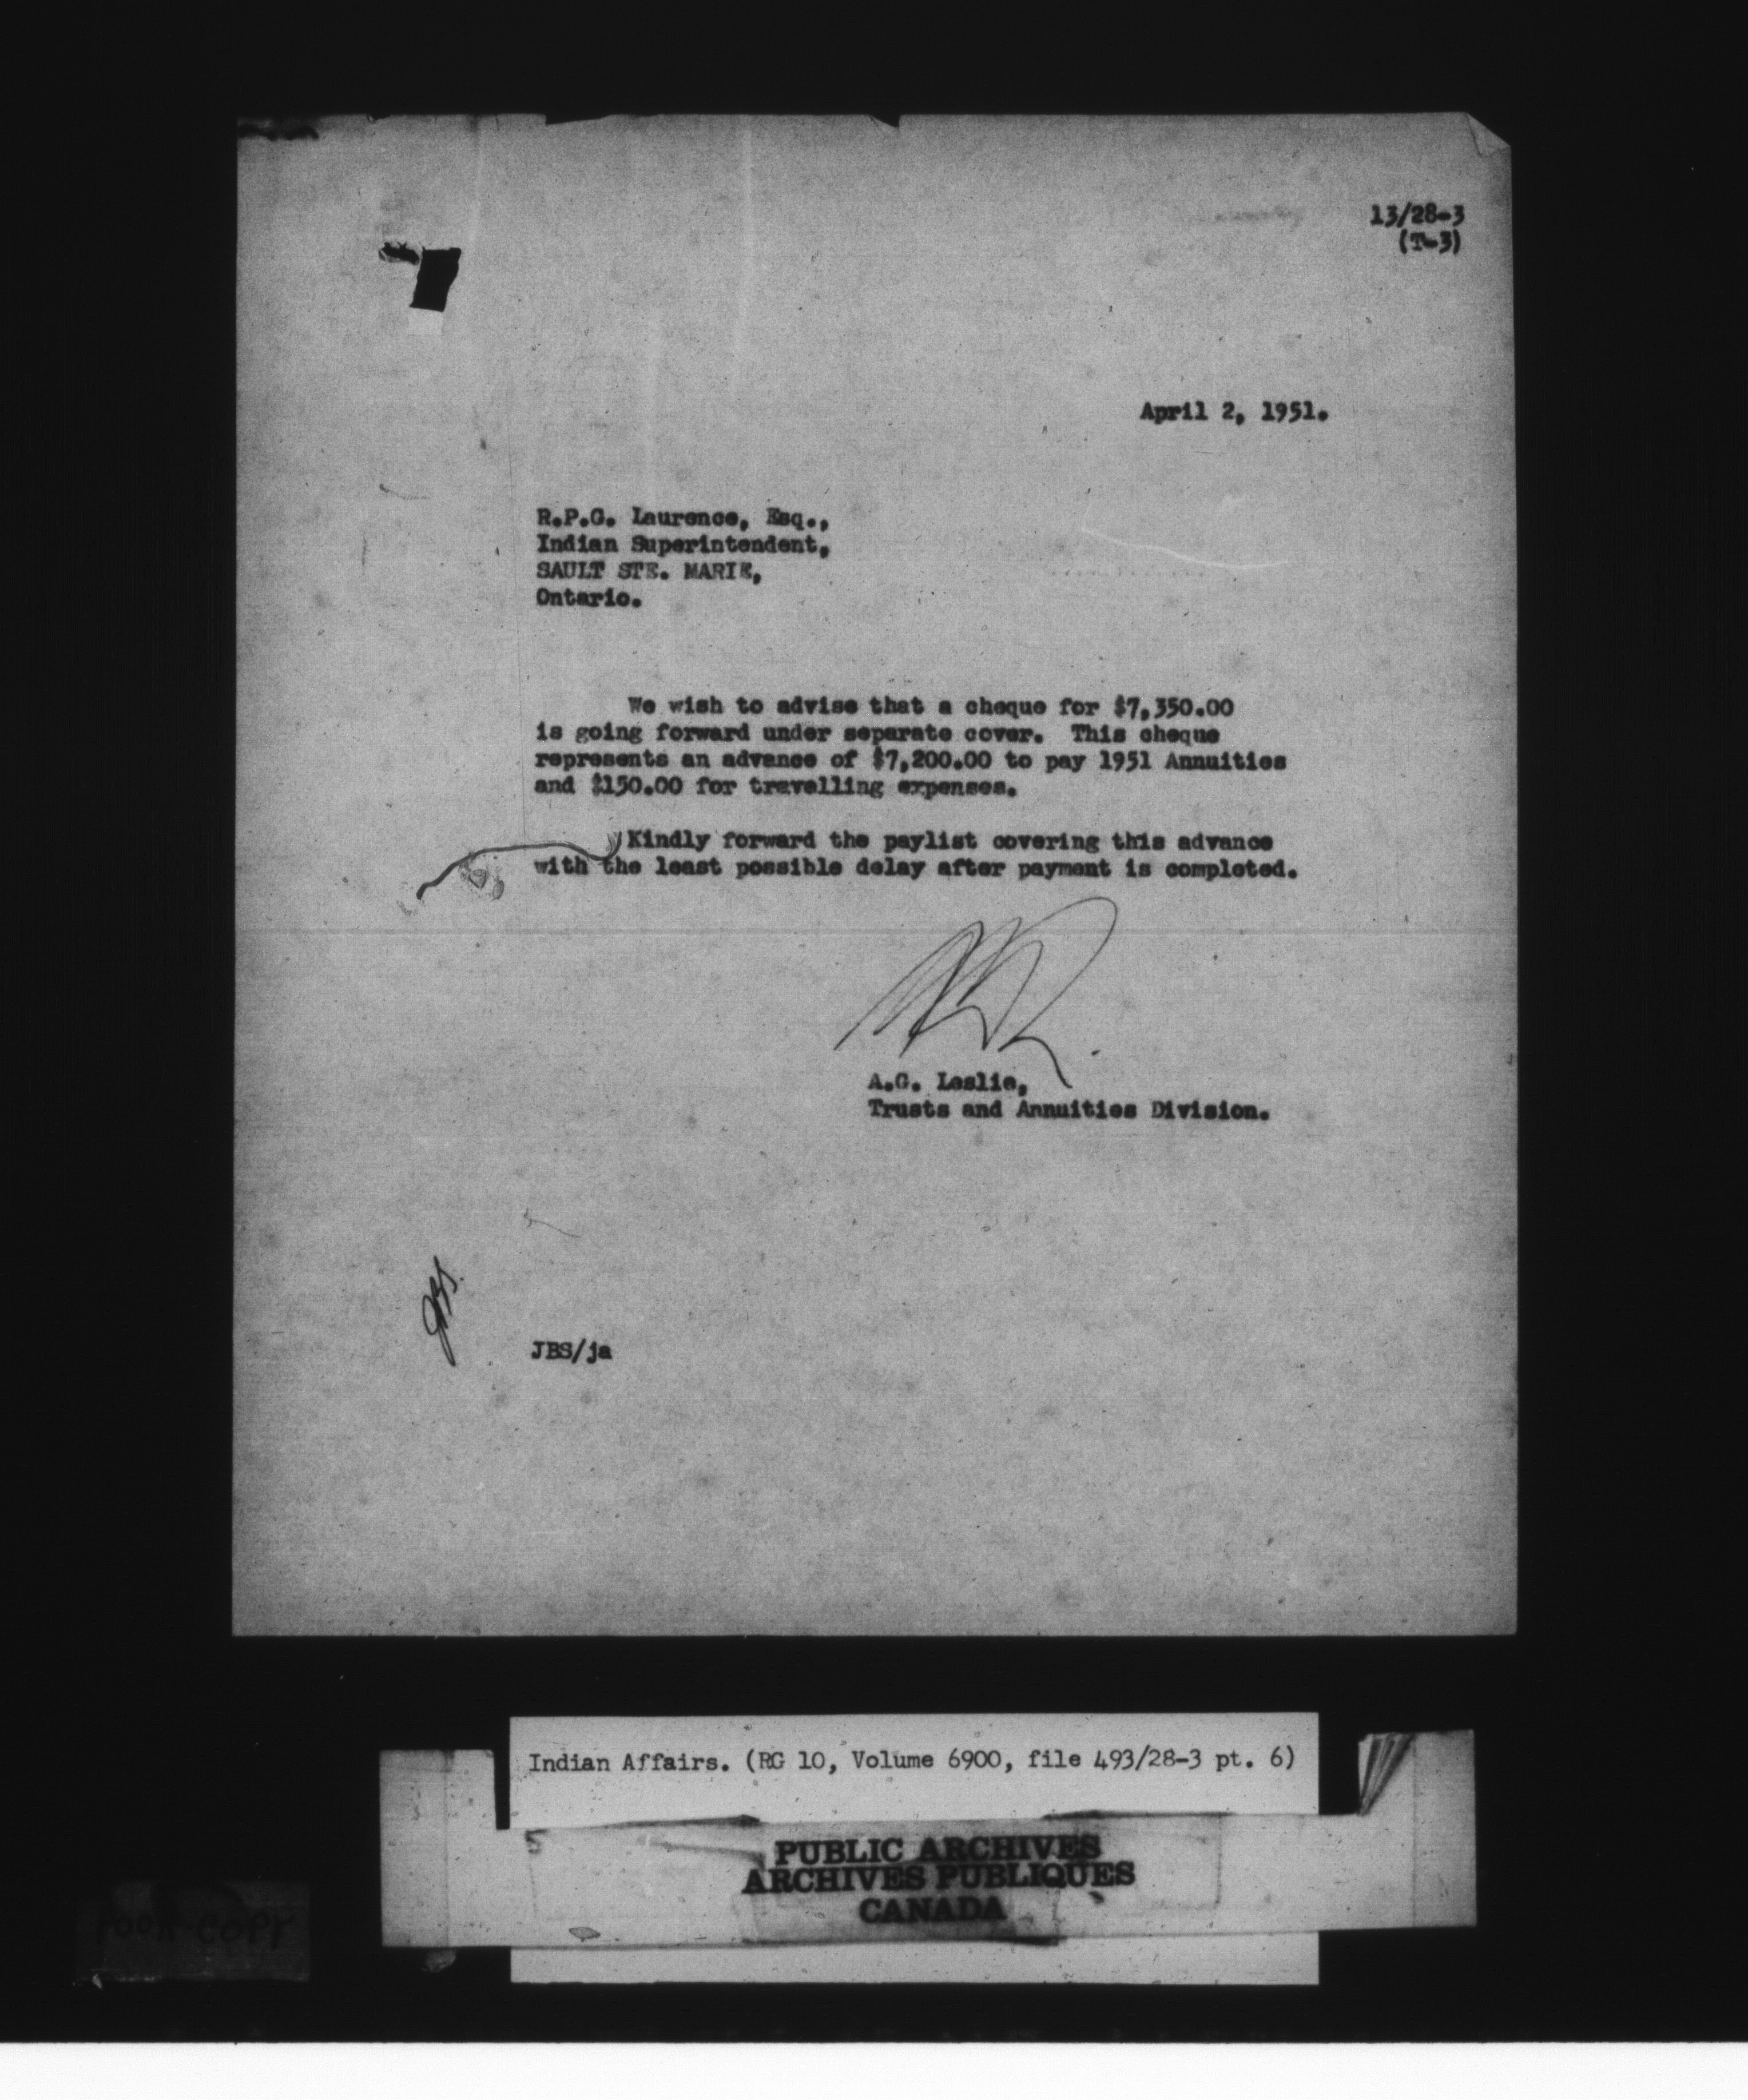 13/28-3
(T-3)
April 2, 1951.
R.P.G. Laurence, Esq.,
Indian Superintendent,
SAULT STE. MARIE,
Ontario.
We wish to advise that a cheque for $7,350.00
is going forward under separate cover. This cheque
represents an advance of $7,200.00 to pay 1951 Annuities
and $150.00 for travelling expenses.
Kindly forward the paylist covering this advance
with the least possible delay after payment is completed.
A.G. Leslie,
Trusts and Annuities Division.
JBS/ja
Indian Affairs. (RG 10, Volume 6900, file 493/28-3 pt. 6)
PUBLIC ARCHIVES
ARCHIVES PUBLIQUES
CANADA
POOR COPY